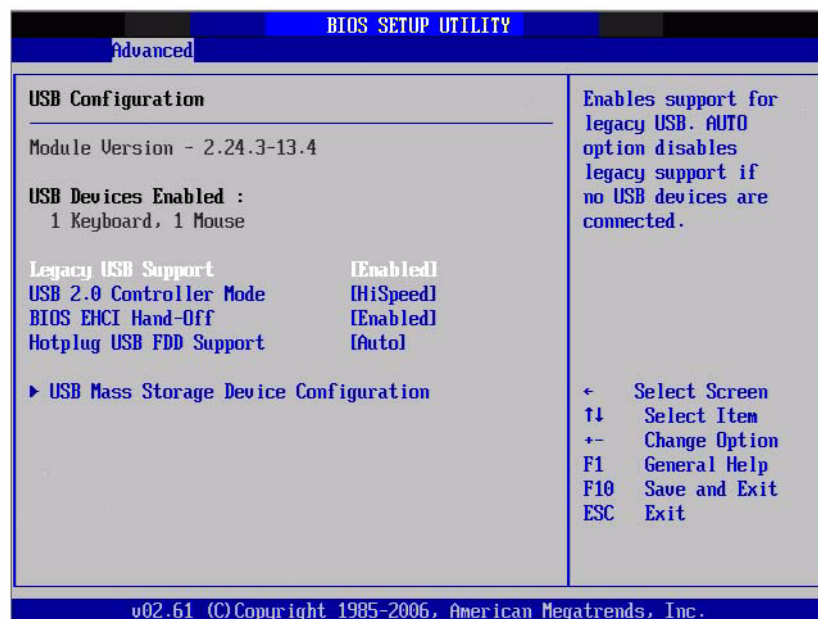 BIOS SETUP UTILITY
Advanced
USB Configuration
Module Version - 2.24.3-13.4
USB Devices Enabled :
1 Keyboard, 1 Mouse
Legacy USB Support [Enabled]
USB 2.0 Controller Mode [HiSpeed]
BIOS EHCI Hand-Off [Enabled]
Hotplug USB FDD Support [Auto]
▶ USB Mass Storage Device Configuration
Enables support for
legacy USB. AUTO
option disables
legacy support if
no USB devices are
connected.
← Select Screen
↑↓ Select Item
+- Change Option
F1 General Help
F10 Save and Exit
ESC Exit
v02.61 (C)Copyright 1985-2006, American Megatrends, Inc.